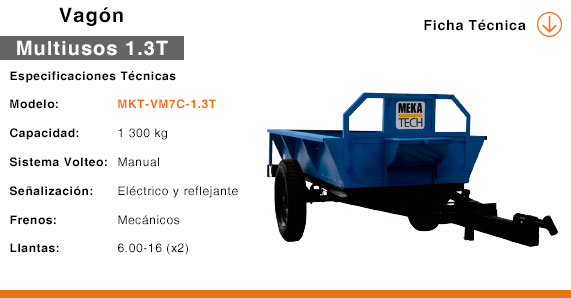 Vagón
Ficha Técnica
Multiusos 1.3T
Especificaciones Técnicas
Modelo: MKT-VM7C-1.3T
Capacidad: 1 300 kg
Sistema Volteo: Manual
Señalización: Eléctrico y reflejante
Frenos: Mecánicos
Llantas: 6.00-16 (x2)
MEKA
TECH